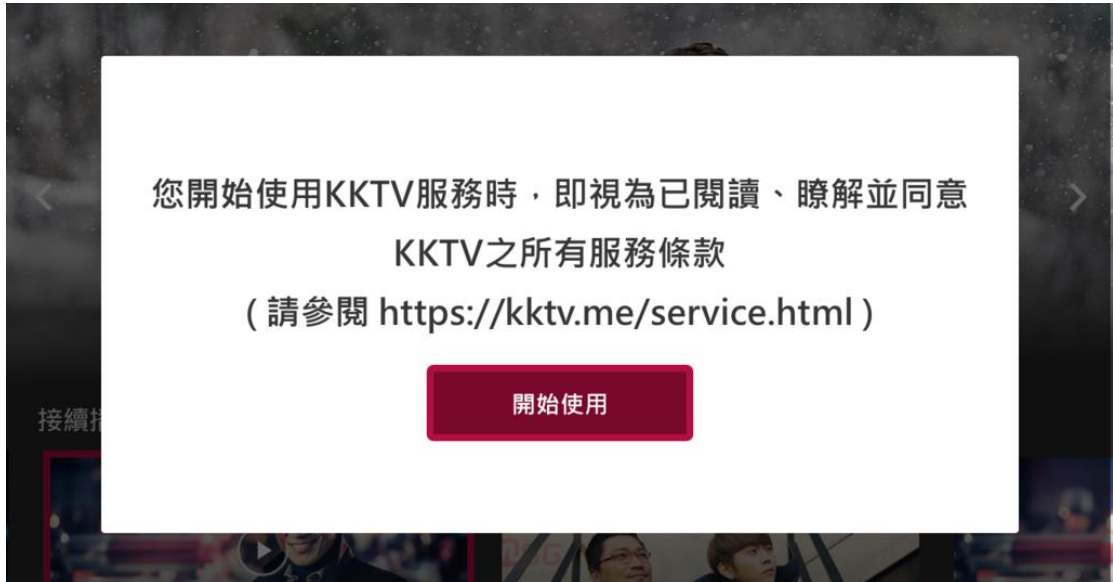 您開始使用KKTV服務時，即視為已閱讀、瞭解並同意
KKTV之所有服務條款
( 請參閱 https://kktv.me/service.html )
開始使用
接續